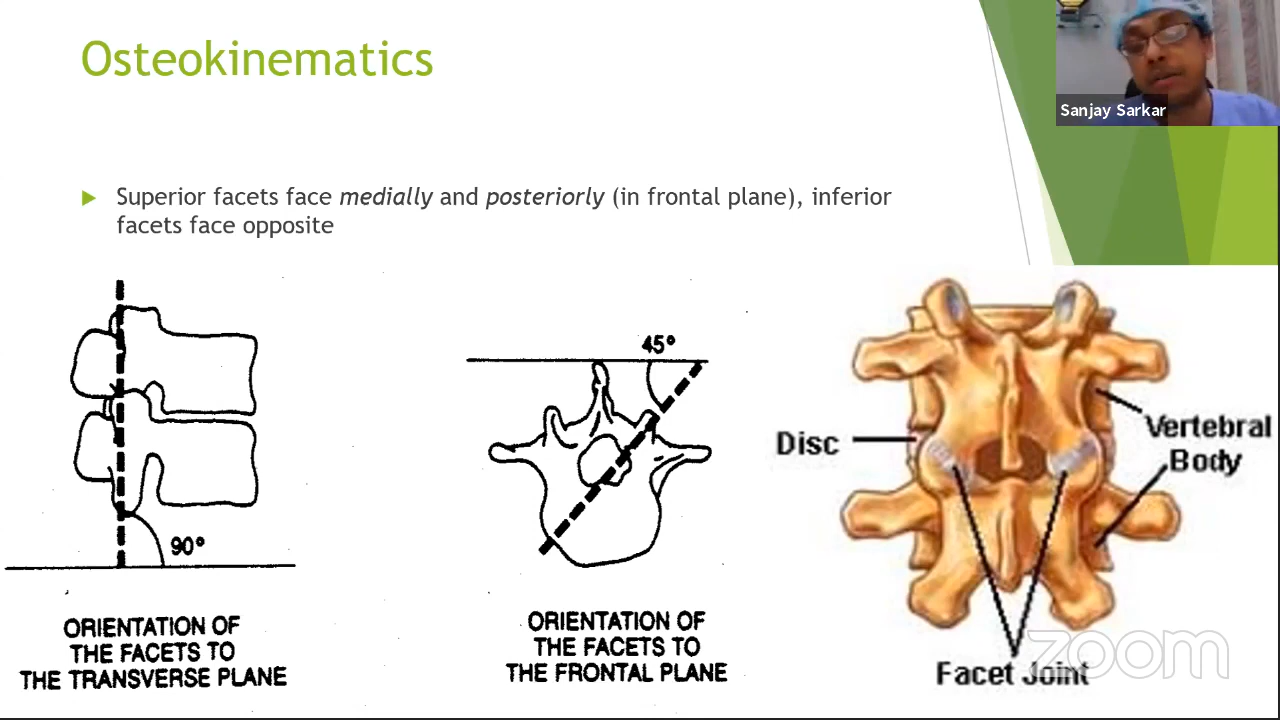 Osteokinematics
Sanjay Sarkar
Superior facets face medially and posteriorly (in frontal plane), inferior
facets face opposite
90°
ORIENTATION OF
THE FACETS TO
THE TRANSVERSE PLANE
45°
ORIENTATION OF
THE FACETS TO
THE FRONTAL PLANE
Disc
Vertebral
Body
Facet Joint
zoom